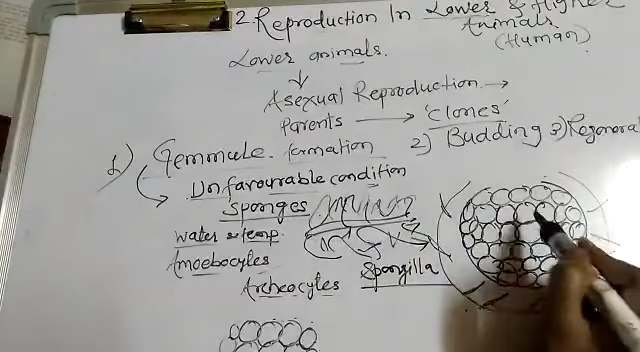 2. Reproduction In Lower & Higher
Animals.
(Human)
Lower animals.
Asexual Reproduction
Parents → 'Clones'
1) Gemmule formation 2) Budding 3) Regenera
Unfavourable condition
Sponges
water & temp.
Amoebocytes
Archeocytes Spongilla